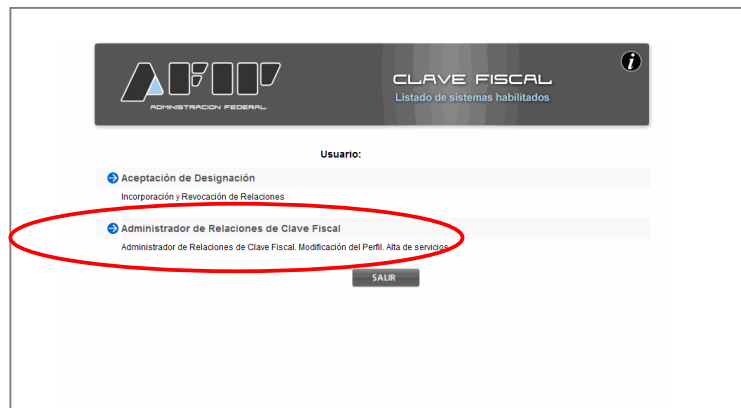 AFIP
ADMINISTRACION FEDERAL
CLAVE FISCAL
Listado de sistemas habilitados
i
Usuario:
Aceptación de Designación
Incorporación y Revocación de Relaciones
Administrador de Relaciones de Clave Fiscal
Administrador de Relaciones de Clave Fiscal. Modificación del Perfil. Alta de servicios
SALIR